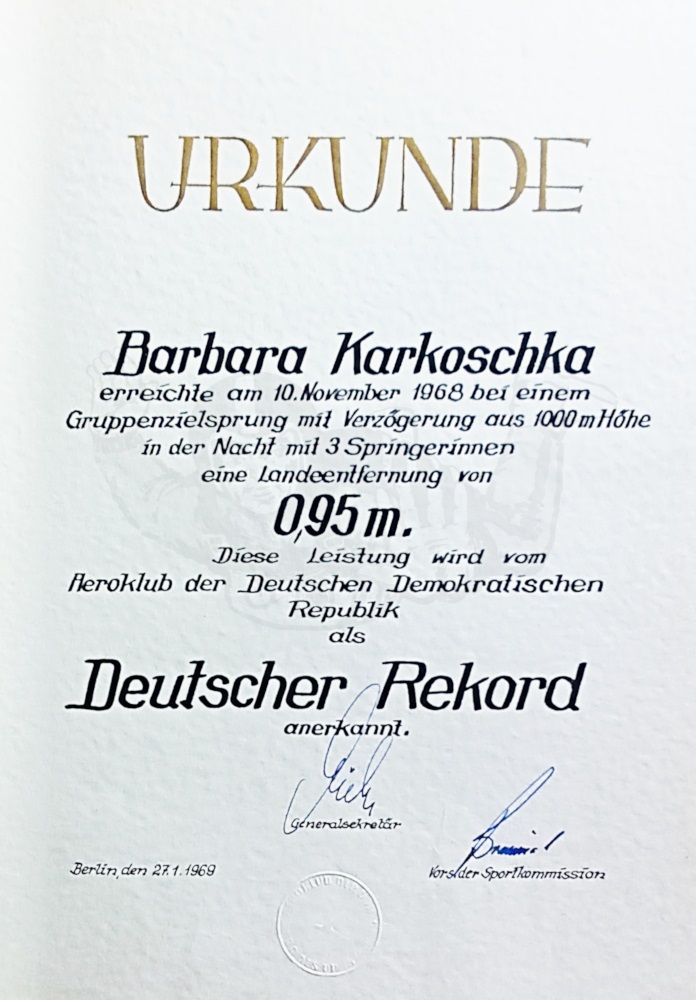 URKUNDE
Barbara Karkoschka
erreichte am 10. November 1968 bei einem
Gruppenzielsprung mit Verzögerung aus 1000 m Höhe
in der Nacht mit 3 Springerinnen
eine Landeentfernung von
0,95 m.
Diese Leistung wird vom
Aeroklub der Deutschen Demokratischen
Republik
als
Deutscher Rekord
anerkannt.
Generalsekretär
Berlin, den 27.1.1969
Vors. der Sportkommission